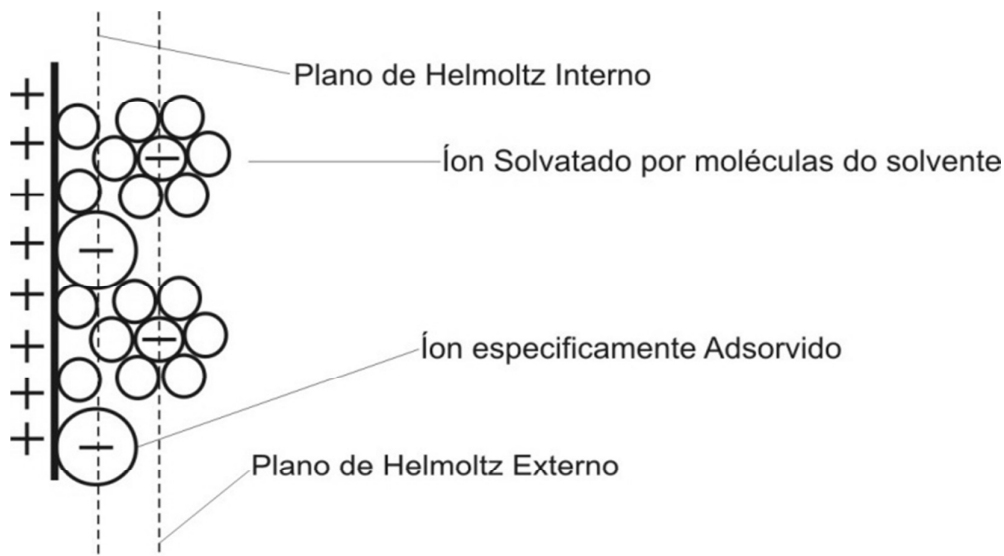 Plano de Helmoltz Interno
Íon Solvatado por moléculas do solvente
Íon especificamente Adsorvido
Plano de Helmoltz Externo